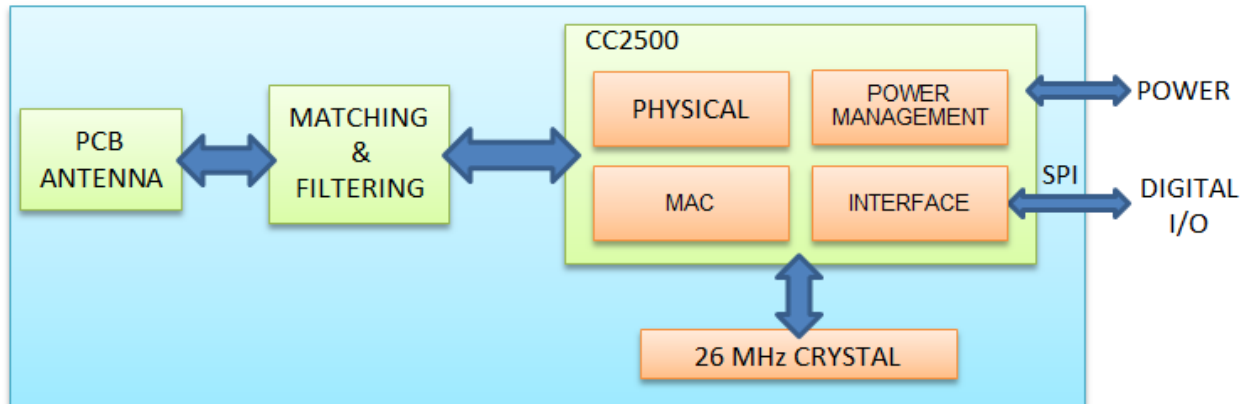 CC2500
PHYSICAL
POWER
MANAGEMENT
POWER
PCB
ANTENNA
MATCHING
&
FILTERING
MAC
INTERFACE
SPI
DIGITAL
I/O
26 MHz CRYSTAL